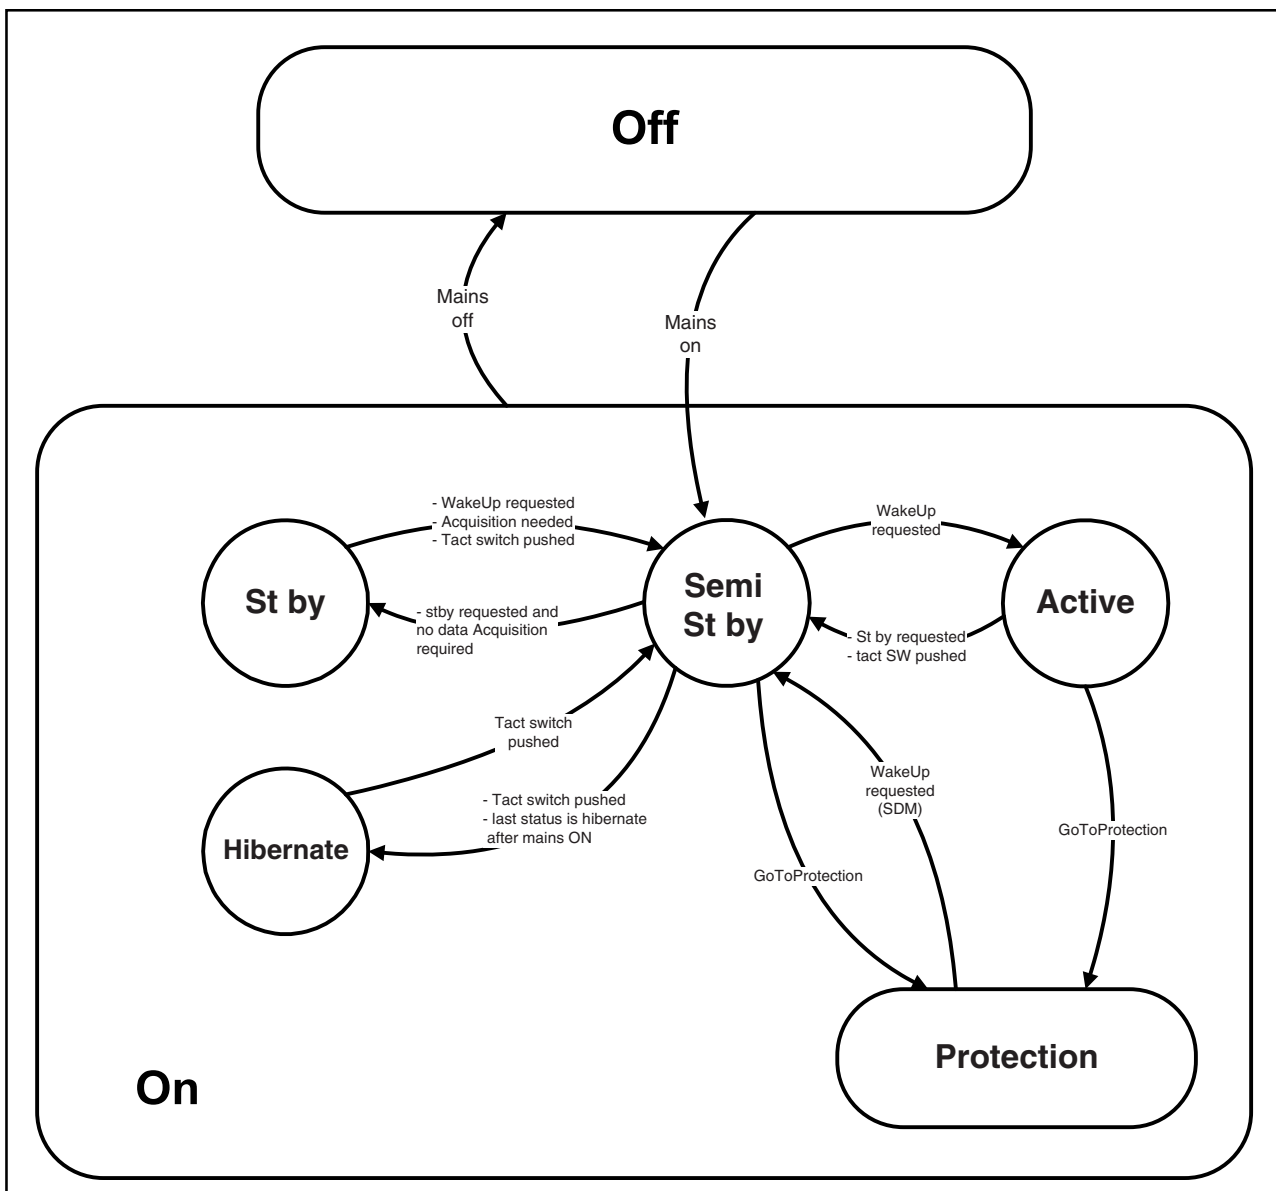 Off
Mains
off
Mains
on
- WakeUp requested
- Acquisition needed
- Tact switch pushed
WakeUp
requested
St by
Semi
St by
Active
- stby requested and
no data Acquisition
required
- St by requested
- tact SW pushed
Tact switch
pushed
WakeUp
requested
(SDM)
- Tact switch pushed
- last status is hibernate
after mains ON
GoToProtection
Hibernate
GoToProtection
Protection
On